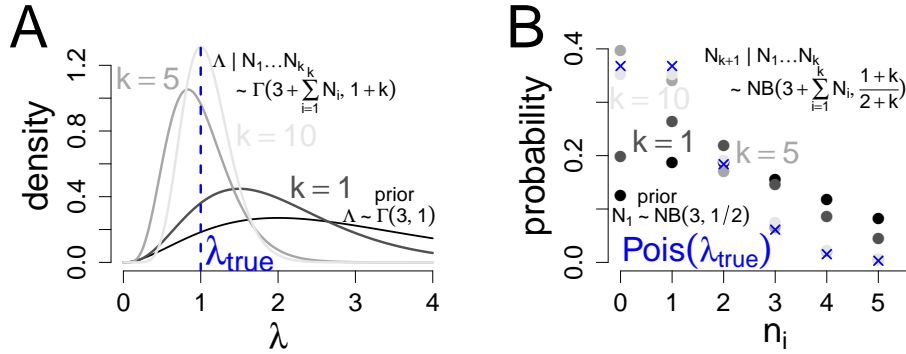 A
density
0.0 0.4 0.8 1.2
k = 5
Λ | N₁…Nₖ
~ Γ(3 + ∑ᵢ₌₁ᵏ Nᵢ, 1 + k)
k = 10
k = 1
prior
Λ ~ Γ(3, 1)
λtrue
0 1 2 3 4
λ
B
probability
0.0 0.2 0.4
Nₖ₊₁ | N₁…Nₖ
~ NB(3 + ∑ᵢ₌₁ᵏ Nᵢ, (1 + k)/(2 + k))
k = 10
k = 1
k = 5
prior
N₁ ~ NB(3, 1/2)
Pois(λtrue)
0 1 2 3 4 5
nᵢ